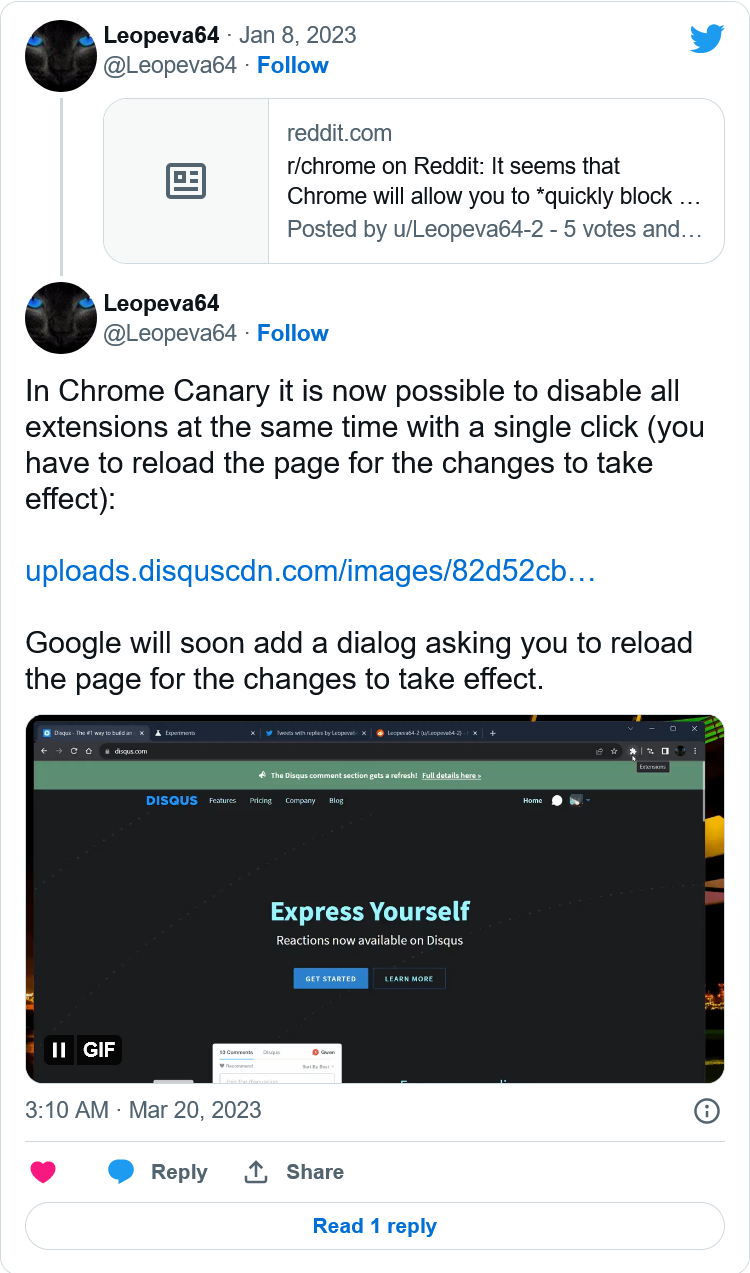 Leopeva64 · Jan 8, 2023
@Leopeva64 · Follow
reddit.com
r/chrome on Reddit: It seems that
Chrome will allow you to *quickly block …
Posted by u/Leopeva64-2 - 5 votes and…
Leopeva64
@Leopeva64 · Follow
In Chrome Canary it is now possible to disable all
extensions at the same time with a single click (you
have to reload the page for the changes to take
effect):
uploads.disquscdn.com/images/82d52cb…
Google will soon add a dialog asking you to reload
the page for the changes to take effect.
Disqus - The #1 way to build an Experiments Tweets with replies by Leopeva6 Leopeva64-2 (u/Leopeva64-2) -
disqus.com
Extensions
The Disqus comment section gets a refresh! Full details here »
DISQUS Features Pricing Company Blog Home
Express Yourself
Reactions now available on Disqus
GET STARTED LEARN MORE
13 Comments Disqus Gwen
Recommend Sort By Best
GIF
3:10 AM · Mar 20, 2023
Reply Share
Read 1 reply